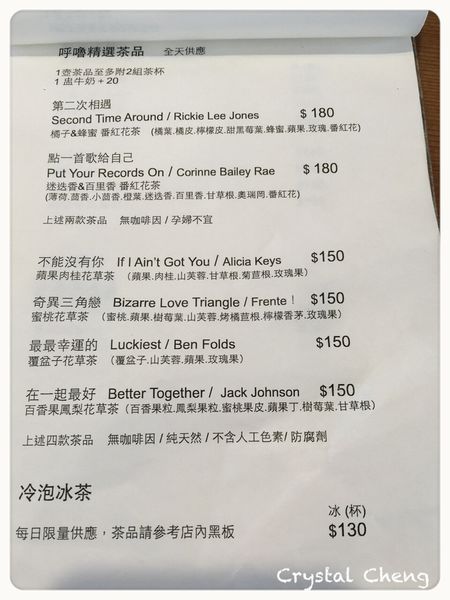 呼嚕精選茶品 全天供應
1壺茶品至多附2組茶杯
1 盅牛奶 + 20
第二次相遇
Second Time Around / Rickie Lee Jones $ 180
橘子&蜂蜜 番紅花茶 (橘葉.橘皮.檸檬皮.甜黑莓葉.蜂蜜.蘋果.玫瑰.番紅花)
點一首歌給自己
Put Your Records On / Corinne Bailey Rae $ 180
迷迭香&百里香 番紅花茶
(薄荷.茴香.小茴香.橙葉.迷迭香.百里香.甘草根.奧瑞岡.番紅花)
上述兩款茶品 無咖啡因 / 孕婦不宜
不能沒有你 If I Ain't Got You / Alicia Keys $150
蘋果肉桂花草茶 (蘋果.肉桂.山芙蓉.甘草根.菊苣根.玫瑰果)
奇異三角戀 Bizarre Love Triangle / Frente! $150
蜜桃花草茶 (蜜桃.蘋果.樹莓葉.山芙蓉.烤橘苣根.檸檬香茅.玫瑰果)
最最幸運的 Luckiest / Ben Folds $150
覆盆子花草茶 (覆盆子.山芙蓉.蘋果.玫瑰果)
在一起最好 Better Together / Jack Johnson $150
百香果鳳梨花草茶 (百香果粒.鳳梨果粒.蜜桃果皮.蘋果丁.樹莓葉.甘草根)
上述四款茶品 無咖啡因 / 純天然 / 不含人工色素/ 防腐劑
冷泡冰茶
冰 (杯)
每日限量供應，茶品請參考店內黑板 $130
Crystal Cheng